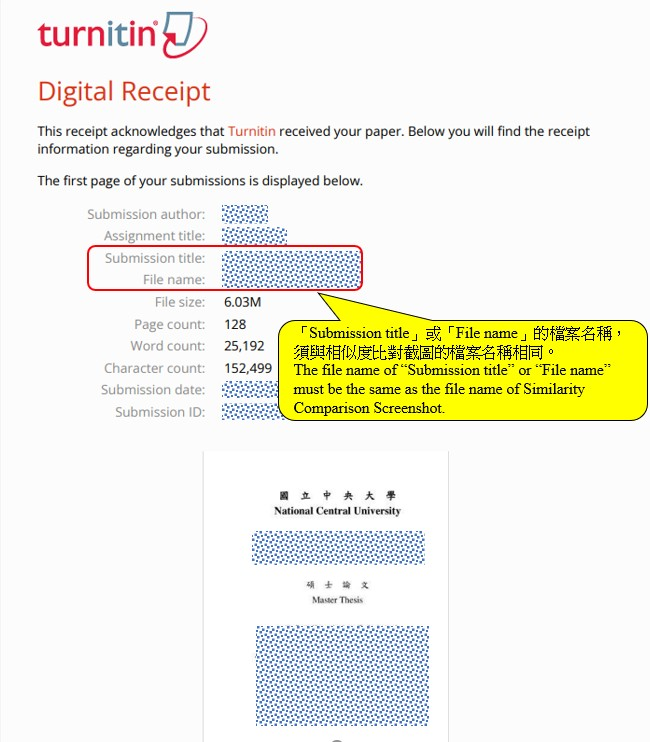 turnitin
Digital Receipt
This receipt acknowledges that Turnitin received your paper. Below you will find the receipt
information regarding your submission.
The first page of your submissions is displayed below.
Submission author:
Assignment title:
Submission title:
File name:
File size: 6.03M
Page count: 128
Word count: 25,192
Character count: 152,499
Submission date:
Submission ID:
「Submission title」或「File name」的檔案名稱，
須與相似度比對截圖的檔案名稱相同。
The file name of “Submission title” or “File name”
must be the same as the file name of Similarity
Comparison Screenshot.
國立中央大學
National Central University
碩士論文
Master Thesis